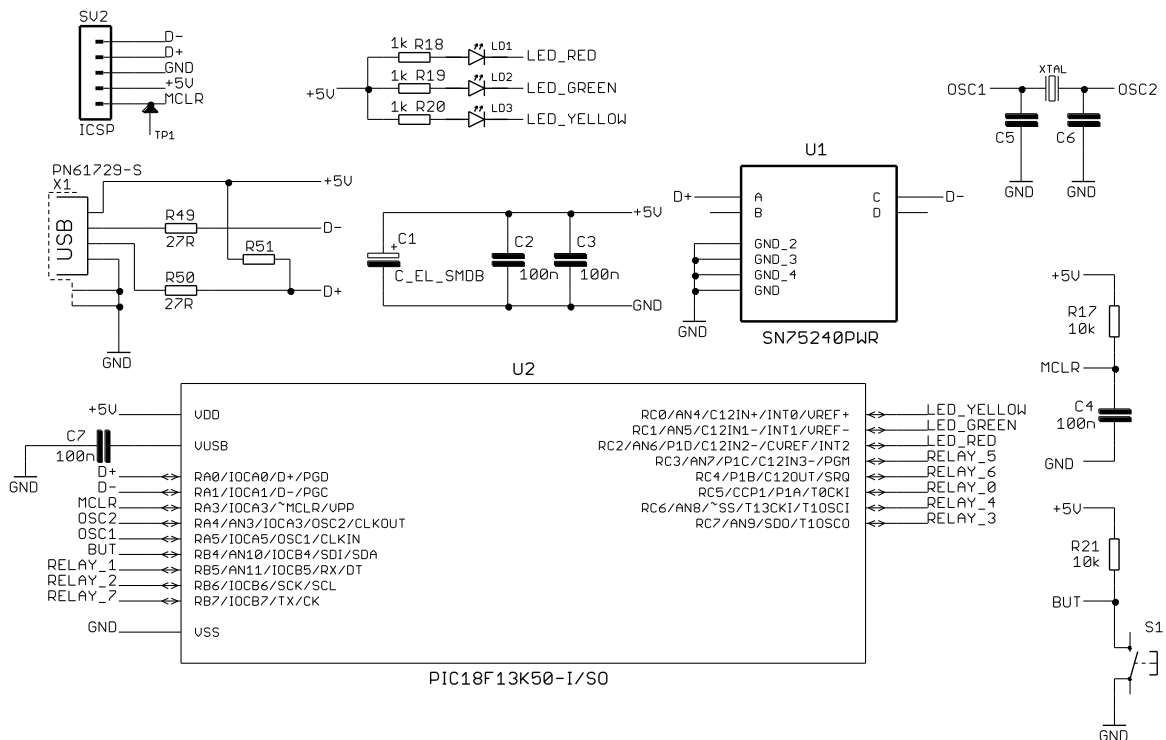 SV2
D-
D+
GND
+5V
MCLR
ICSP
TP1
1k R18 LD1 LED_RED
1k R19 LD2 LED_GREEN
+5V
1k R20 LD3 LED_YELLOW
XTAL
OSC1 OSC2
C5 C6
GND GND
PN61729-S
X1
USB
+5V
R49
27R
D-
R51
R50
27R
D+
GND
+5V
C1
+
C_EL_SMDB
C2
100n
C3
100n
GND
U1
D+ A C D-
B D
GND_2
GND_3
GND_4
GND
GND
SN75240PWR
+5V
R17
10k
MCLR
C4
100n
GND
U2
+5V VDD
C7
100n
VUSB
GND
D+ RA0/IOCA0/D+/PGD
D- RA1/IOCA1/D-/PGC
MCLR RA3/IOCA3/~MCLR/VPP
OSC2 RA4/AN3/IOCA3/OSC2/CLKOUT
OSC1 RA5/IOCA5/OSC1/CLKIN
BUT RB4/AN10/IOCB4/SDI/SDA
RELAY_1 RB5/AN11/IOCB5/RX/DT
RELAY_2 RB6/IOCB6/SCK/SCL
RELAY_7 RB7/IOCB7/TX/CK
GND VSS
RC0/AN4/C12IN+/INT0/VREF+ LED_YELLOW
RC1/AN5/C12IN1-/INT1/VREF- LED_GREEN
RC2/AN6/P1D/C12IN2-/CVREF/INT2 LED_RED
RC3/AN7/P1C/C12IN3-/PGM RELAY_5
RC4/P1B/C12OUT/SRQ RELAY_6
RC5/CCP1/P1A/T0CKI RELAY_0
RC6/AN8/~SS/T13CKI/T1OSCI RELAY_4
RC7/AN9/SDO/T1OSCO RELAY_3
PIC18F13K50-I/SO
+5V
R21
10k
BUT
S1
GND